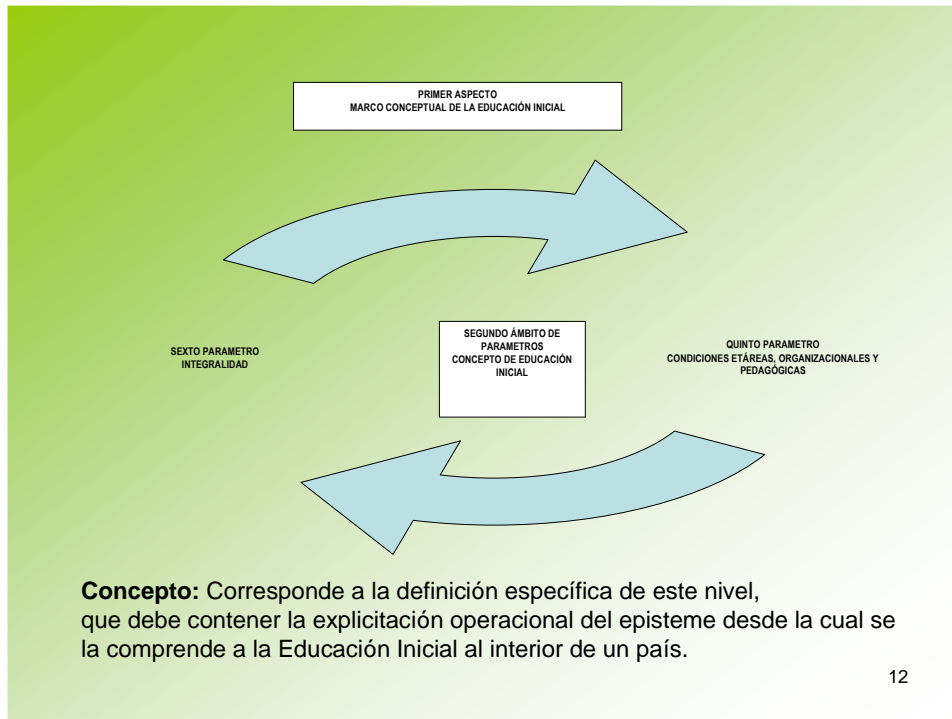 PRIMER ASPECTO
MARCO CONCEPTUAL DE LA EDUCACIÓN INICIAL
SEXTO PARAMETRO
INTEGRALIDAD
SEGUNDO ÁMBITO DE
PARAMETROS
CONCEPTO DE EDUCACIÓN
INICIAL
QUINTO PARAMETRO
CONDICIONES ETÁREAS, ORGANIZACIONALES Y
PEDAGÓGICAS
Concepto: Corresponde a la definición específica de este nivel,
que debe contener la explicitación operacional del episteme desde la cual se
la comprende a la Educación Inicial al interior de un país.
12